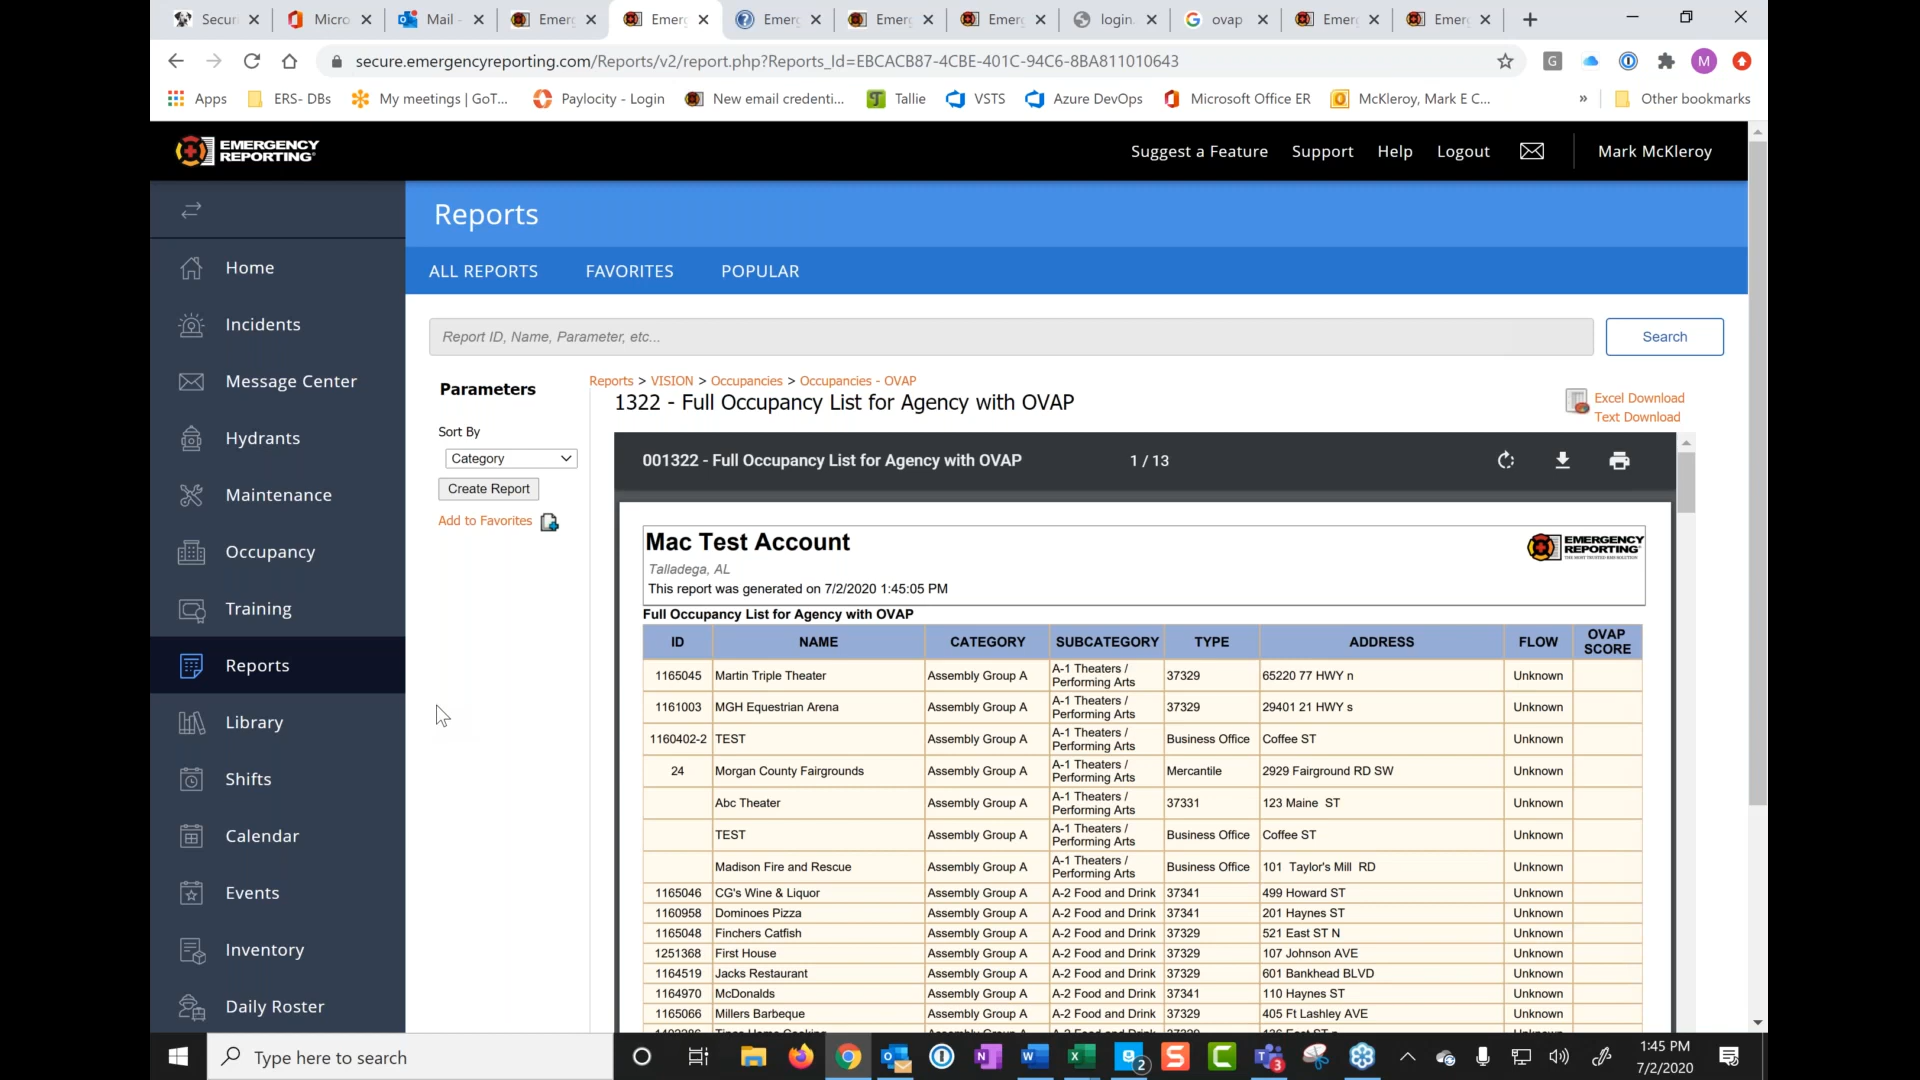 Secur
Micro
Mail -
Emerg
Emerg
Emerg
Emerg
Emerg
login.
ovap
Emerg
Emerg
secure.emergencyreporting.com/Reports/v2/report.php?Reports_Id=EBCACB87-4CBE-401C-94C6-8BA811010643
G
M
Apps
ERS- DBs
My meetings | GoT...
Paylocity - Login
New email credenti...
Tallie
VSTS
Azure DevOps
Microsoft Office ER
McKleroy, Mark E C...
»
Other bookmarks
EMERGENCY
REPORTING
Suggest a Feature
Support
Help
Logout
Mark McKleroy
Reports
ALL REPORTS
FAVORITES
POPULAR
Home
Incidents
Message Center
Hydrants
Maintenance
Occupancy
Training
Reports
Library
Shifts
Calendar
Events
Inventory
Daily Roster
Report ID, Name, Parameter, etc...
Search
Parameters
Sort By
Category
Create Report
Add to Favorites
Reports > VISION > Occupancies > Occupancies - OVAP
1322 - Full Occupancy List for Agency with OVAP
Excel Download
Text Download
001322 - Full Occupancy List for Agency with OVAP
1 / 13
Mac Test Account
Talladega, AL
This report was generated on 7/2/2020 1:45:05 PM
EMERGENCY
REPORTING
Full Occupancy List for Agency with OVAP
ID NAME CATEGORY SUBCATEGORY TYPE ADDRESS FLOW OVAP SCORE
1165045 Martin Triple Theater Assembly Group A A-1 Theaters / Performing Arts 37329 65220 77 HWY n Unknown
1161003 MGH Equestrian Arena Assembly Group A A-1 Theaters / Performing Arts 37329 29401 21 HWY s Unknown
1160402-2 TEST Assembly Group A A-1 Theaters / Performing Arts Business Office Coffee ST Unknown
24 Morgan County Fairgrounds Assembly Group A A-1 Theaters / Performing Arts Mercantile 2929 Fairground RD SW Unknown
Abc Theater Assembly Group A A-1 Theaters / Performing Arts 37331 123 Maine ST Unknown
TEST Assembly Group A A-1 Theaters / Performing Arts Business Office Coffee ST Unknown
Madison Fire and Rescue Assembly Group A A-1 Theaters / Performing Arts Business Office 101 Taylor's Mill RD Unknown
1165046 CG's Wine & Liquor Assembly Group A A-2 Food and Drink 37341 499 Howard ST Unknown
1160958 Dominoes Pizza Assembly Group A A-2 Food and Drink 37341 201 Haynes ST Unknown
1165048 Finchers Catfish Assembly Group A A-2 Food and Drink 37329 521 East ST N Unknown
1251368 First House Assembly Group A A-2 Food and Drink 37329 107 Johnson AVE Unknown
1164519 Jacks Restaurant Assembly Group A A-2 Food and Drink 37329 601 Bankhead BLVD Unknown
1164970 McDonalds Assembly Group A A-2 Food and Drink 37341 110 Haynes ST Unknown
1165066 Millers Barbeque Assembly Group A A-2 Food and Drink 37329 405 Ft Lashley AVE Unknown
Type here to search
2
3
1:45 PM
7/2/2020